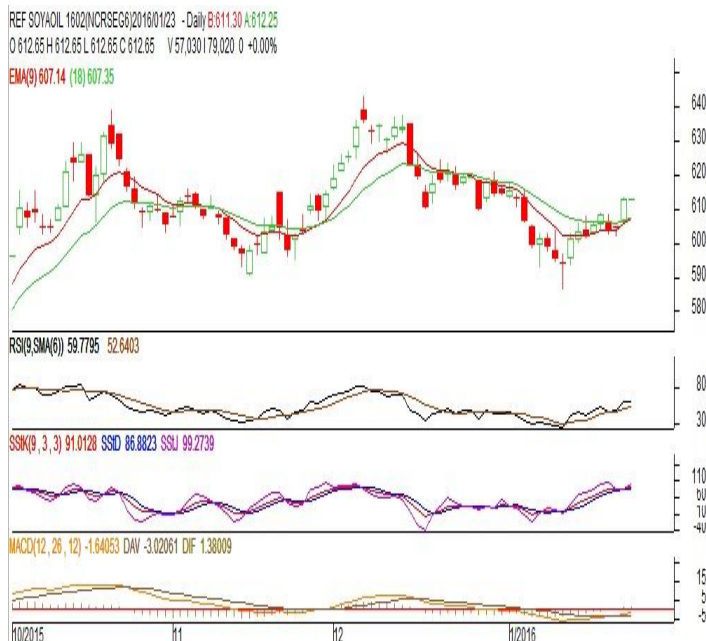 REF SOYAOIL 1602(NCRSEG6)2016/01/23 - Daily B:611.30 A:612.25
O 612.65 H 612.65 L 612.65 C 612.65 V 57,030 I 79,020 0 +0.00%
EMA(9) 607.14 (18) 607.35
640
630
620
610
600
590
580
RSI(9,SMA(6)) 59.7795 52.6403
80
30
SStK(9 , 3 , 3) 91.0128 SStD 86.8823 SStJ 99.2739
110
60
10
-40
MACD(12 , 26 , 12) -1.64053 DAV -3.02061 DIF 1.38009
15
5
-5
10/2015 11 12 1/2016